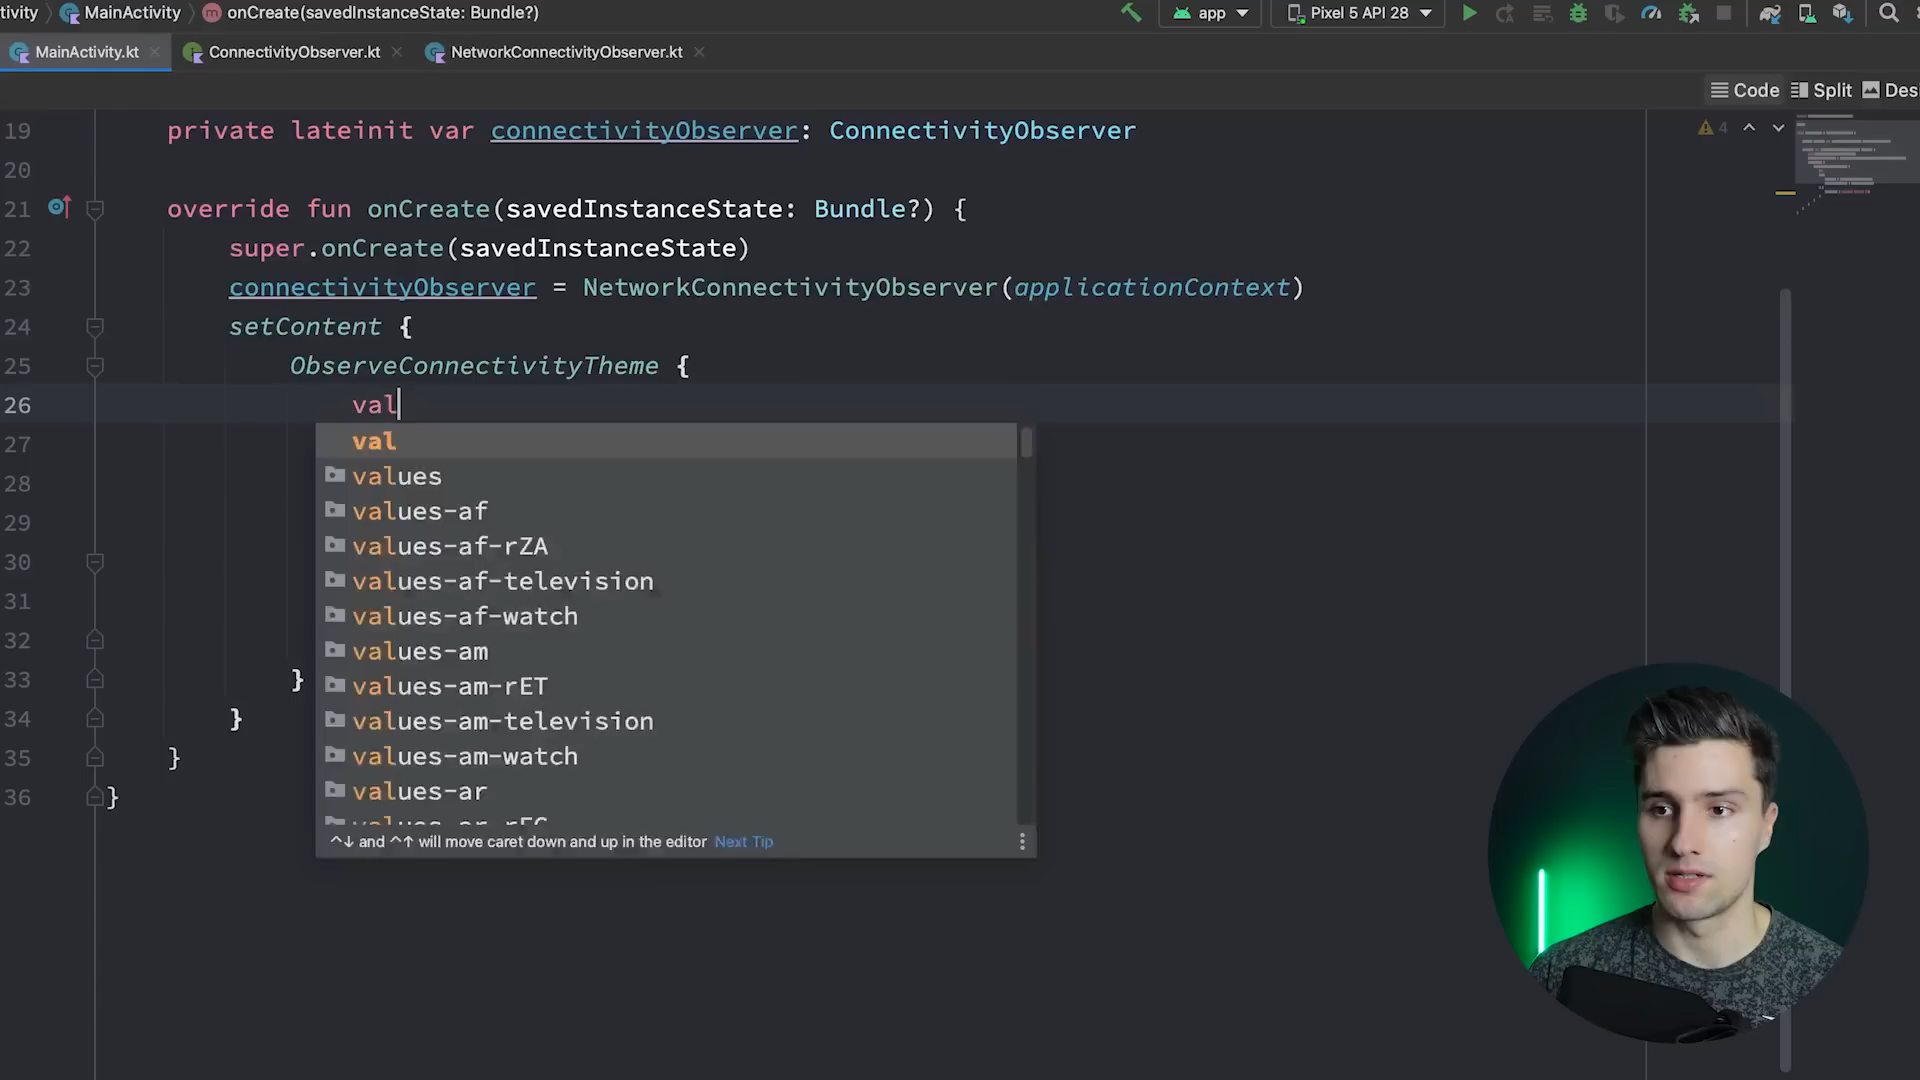 tivity MainActivity onCreate(savedInstanceState: Bundle?) app Pixel 5 API 28
MainActivity.kt ConnectivityObserver.kt NetworkConnectivityObserver.kt
Code Split Desi
19 private lateinit var connectivityObserver: ConnectivityObserver 4
20
21 override fun onCreate(savedInstanceState: Bundle?) {
22 super.onCreate(savedInstanceState)
23 connectivityObserver = NetworkConnectivityObserver(applicationContext)
24 setContent {
25 ObserveConnectivityTheme {
26 val
27 val
28 values
29 values-af
30 values-af-rZA
31 values-af-television
values-af-watch
32 values-am
33 } values-am-rET
34 } values-am-television
35 } values-am-watch
36 } values-ar
^↓ and ^↑ will move caret down and up in the editor Next Tip